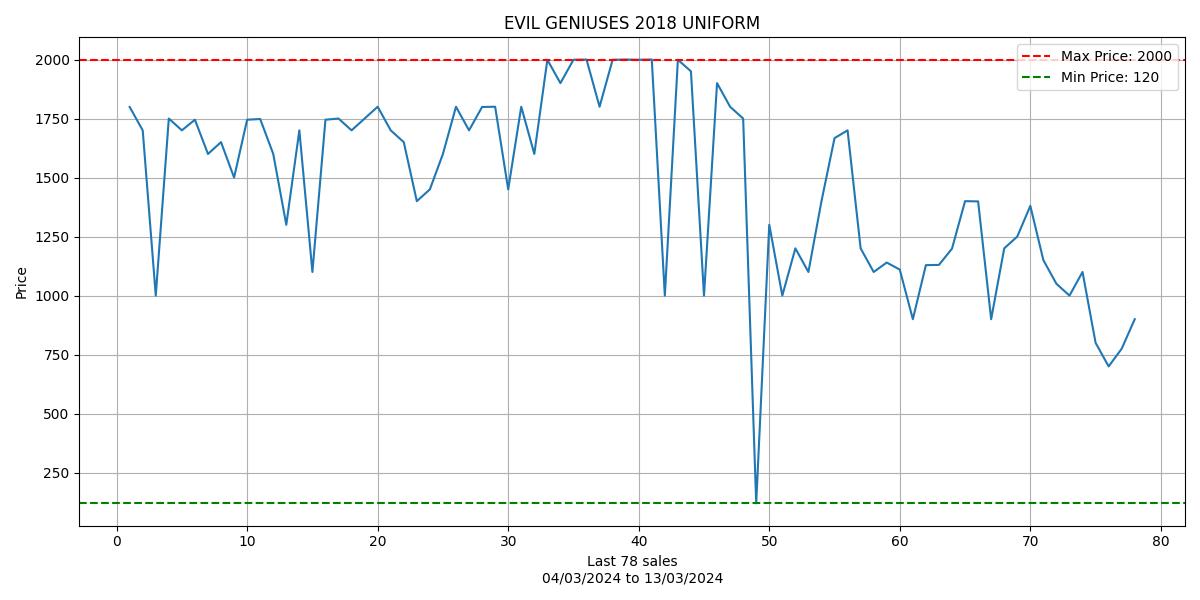 EVIL GENIUSES 2018 UNIFORM
Max Price: 2000
Min Price: 120
Price
2000
1750
1500
1250
1000
750
500
250
0 10 20 30 40 50 60 70 80
Last 78 sales
04/03/2024 to 13/03/2024